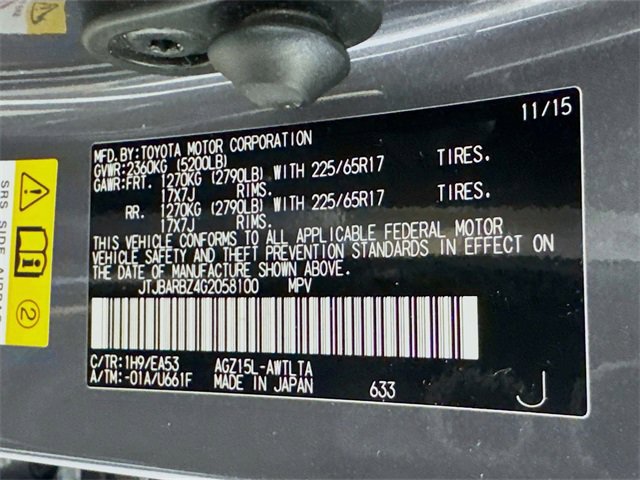 11/15
MFD.BY:TOYOTA MOTOR CORPORATION
GVWR:2360KG (5200LB)
GAWR:FRT. 1270KG (2790LB) WITH 225/65R17 TIRES.
17X7J RIMS.
RR. 1270KG (2790LB) WITH 225/65R17 TIRES.
17X7J RIMS.
THIS VEHICLE CONFORMS TO ALL APPLICABLE FEDERAL MOTOR
VEHICLE SAFETY AND THEFT PREVENTION STANDARDS IN EFFECT ON
THE DATE OF MANUFACTURE SHOWN ABOVE.
JTJBARBZ4G2058100 MPV
C/TR:1H9/EA53 AGZ15L-AWTLTA
A/TM:-01A/U661F MADE IN JAPAN 633
J
SRS SIDE
2